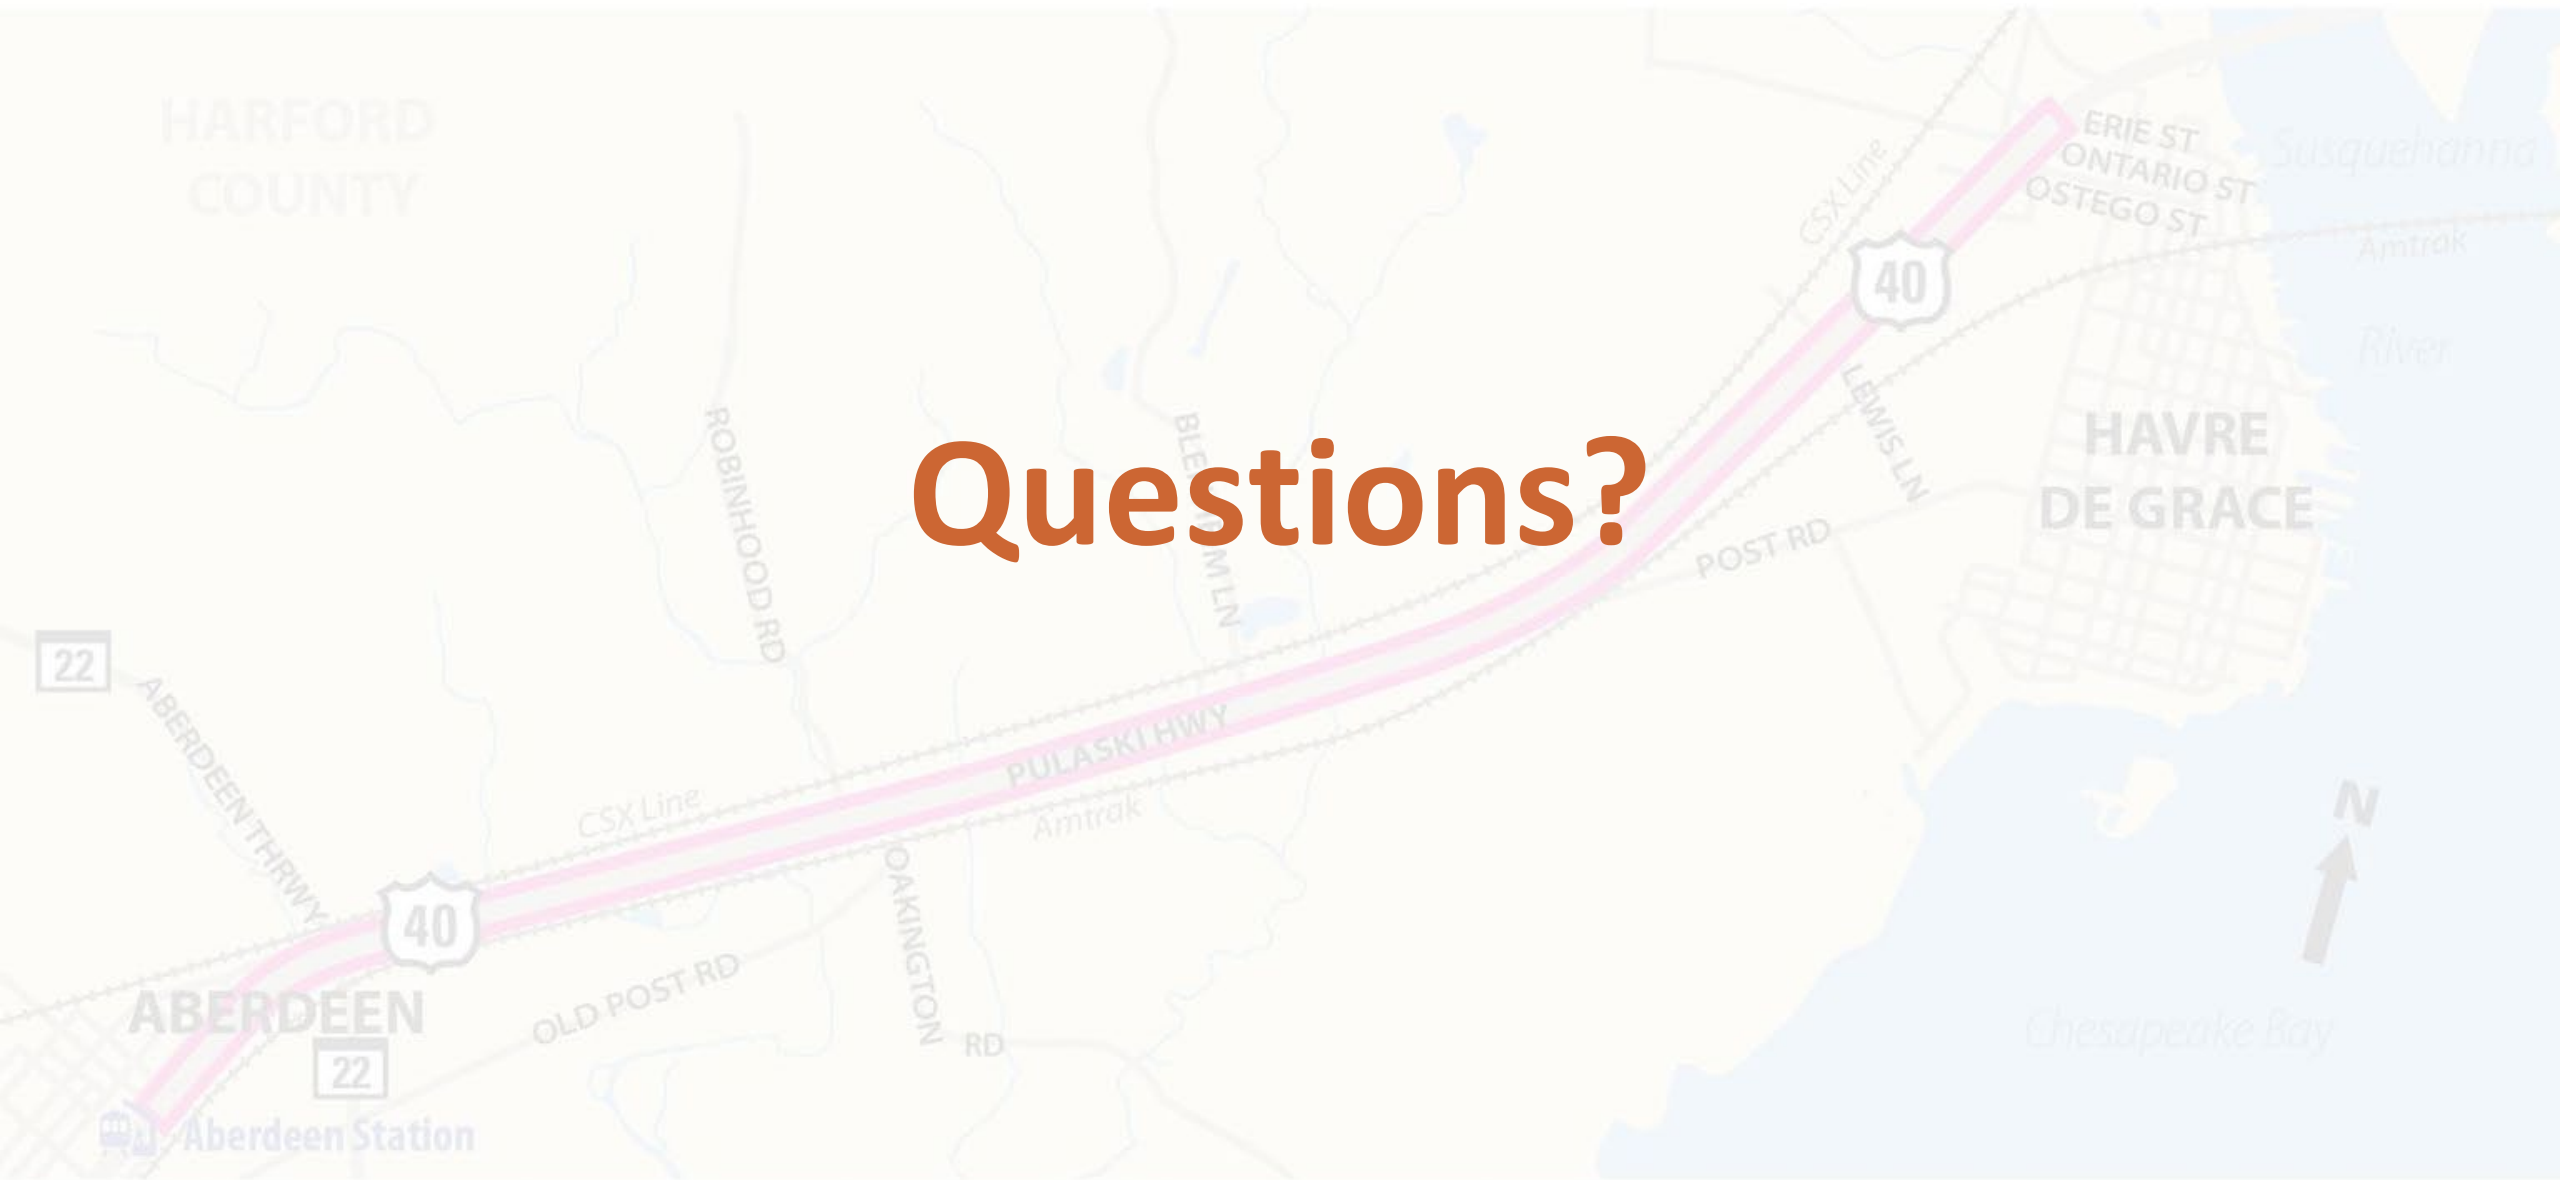 HARFORD
COUNTY
ERIE ST
ONTARIO ST
OSTEGO ST
Susquehanna
River
CSX Line
Amtrak
40
LEWIS LN
HAVRE
DE GRACE
ROBINHOOD RD
Questions?
POST RD
22
ABERDEEN THRWY
PULASKI HWY
CSX Line
Amtrak
N
40
OAKINGTON
RD
OLD POST RD
ABERDEEN
22
Chesapeake Bay
Aberdeen Station